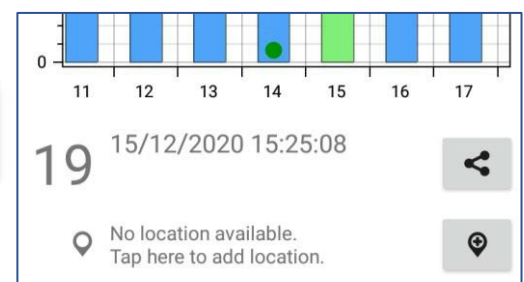 0
11 12 13 14 15 16 17
19 15/12/2020 15:25:08
No location available.
Tap here to add location.